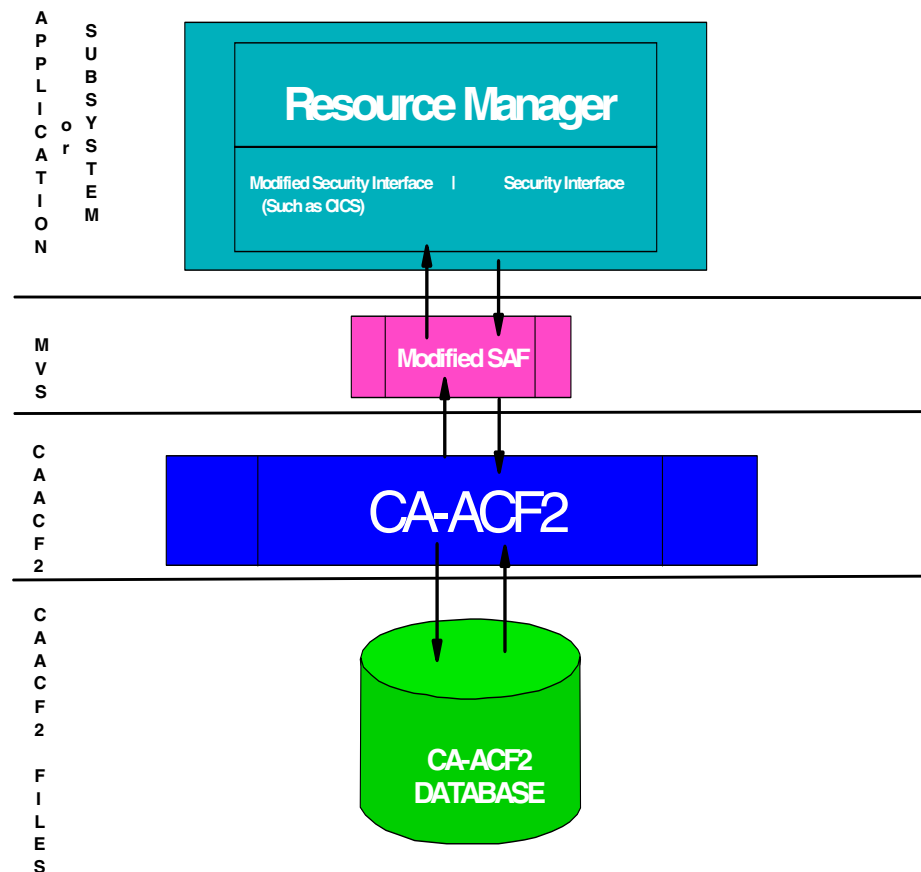 APPLICATION
or
SUBSYSTEM
Resource Manager
Modified Security Interface | Security Interface
(Such as CICS)
MVS
Modified SAF
CAACF2
CA-ACF2
CAACF2 FILES
CA-ACF2
DATABASE